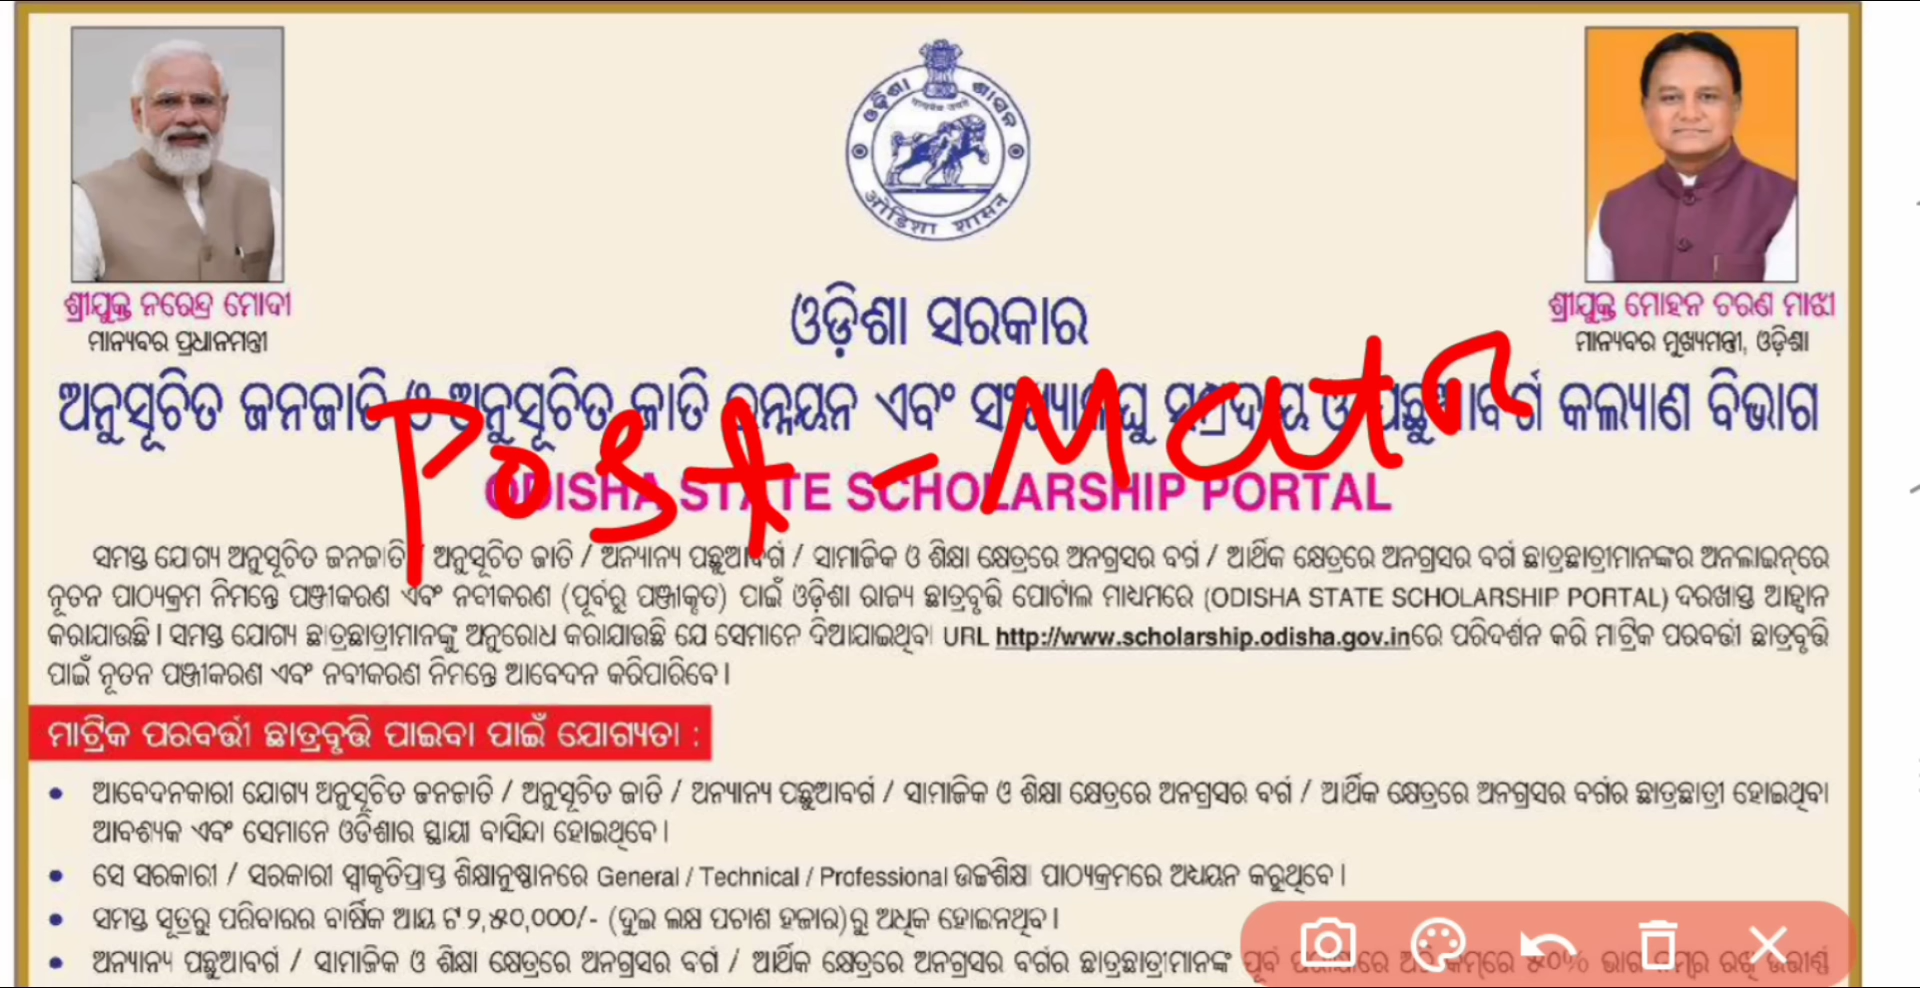 ଓଡ଼ିଶା ଶାସନ
ओडिशा शासन
ଶ୍ରୀଯୁକ୍ତ ନରେନ୍ଦ୍ର ମୋଦୀ
ମାନ୍ୟବର ପ୍ରଧାନମନ୍ତ୍ରୀ
ଶ୍ରୀଯୁକ୍ତ ମୋହନ ଚରଣ ମାଝୀ
ମାନ୍ୟବର ମୁଖ୍ୟମନ୍ତ୍ରୀ, ଓଡ଼ିଶା
ଓଡ଼ିଶା ସରକାର
ଅନୁସୂଚିତ ଜନଜାତି ଓ ଅନୁସୂଚିତ ଜାତି ଉନ୍ନୟନ ଏବଂ ସଂଖ୍ୟାଲଘୁ ସମ୍ପ୍ରଦାୟ ଓ ପଛୁଆବର୍ଗ କଲ୍ୟାଣ ବିଭାଗ
Post - Mat
ODISHA STATE SCHOLARSHIP PORTAL
ସମସ୍ତ ଯୋଗ୍ୟ ଅନୁସୂଚିତ ଜନଜାତି / ଅନୁସୂଚିତ ଜାତି / ଅନ୍ୟାନ୍ୟ ପଛୁଆବର୍ଗ / ସାମାଜିକ ଓ ଶିକ୍ଷା କ୍ଷେତ୍ରରେ ଅନଗ୍ରସର ବର୍ଗ / ଆର୍ଥିକ କ୍ଷେତ୍ରରେ ଅନଗ୍ରସର ବର୍ଗ ଛାତ୍ରଛାତ୍ରୀମାନଙ୍କର ଅନଲାଇନ୍‌ରେ
ନୂତନ ପାଠ୍ୟକ୍ରମ ନିମନ୍ତେ ପଞ୍ଜୀକରଣ ଏବଂ ନବୀକରଣ (ପୂର୍ବରୁ ପଞ୍ଜୀକୃତ) ପାଇଁ ଓଡ଼ିଶା ରାଜ୍ୟ ଛାତ୍ରବୃତ୍ତି ପୋର୍ଟାଲ ମାଧ୍ୟମରେ (ODISHA STATE SCHOLARSHIP PORTAL) ଦରଖାସ୍ତ ଆହ୍ୱାନ
କରାଯାଉଛି । ସମସ୍ତ ଯୋଗ୍ୟ ଛାତ୍ରଛାତ୍ରୀମାନଙ୍କୁ ଅନୁରୋଧ କରାଯାଉଛି ଯେ ସେମାନେ ଦିଆଯାଇଥିବା URL http://www.scholarship.odisha.gov.inରେ ପରିଦର୍ଶନ କରି ମାଟ୍ରିକ ପରବର୍ତ୍ତୀ ଛାତ୍ରବୃତ୍ତି
ପାଇଁ ନୂତନ ପଞ୍ଜୀକରଣ ଏବଂ ନବୀକରଣ ନିମନ୍ତେ ଆବେଦନ କରିପାରିବେ ।
ମାଟ୍ରିକ ପରବର୍ତ୍ତୀ ଛାତ୍ରବୃତ୍ତି ପାଇବା ପାଇଁ ଯୋଗ୍ୟତା :
• ଆବେଦନକାରୀ ଯୋଗ୍ୟ ଅନୁସୂଚିତ ଜନଜାତି / ଅନୁସୂଚିତ ଜାତି / ଅନ୍ୟାନ୍ୟ ପଛୁଆବର୍ଗ / ସାମାଜିକ ଓ ଶିକ୍ଷା କ୍ଷେତ୍ରରେ ଅନଗ୍ରସର ବର୍ଗ / ଆର୍ଥିକ କ୍ଷେତ୍ରରେ ଅନଗ୍ରସର ବର୍ଗର ଛାତ୍ରଛାତ୍ରୀ ହୋଇଥିବା
ଆବଶ୍ୟକ ଏବଂ ସେମାନେ ଓଡିଶାର ସ୍ଥାୟୀ ବାସିନ୍ଦା ହୋଇଥିବେ ।
• ସେ ସରକାରୀ / ସରକାରୀ ସ୍ୱୀକୃତିପ୍ରାପ୍ତ ଶିକ୍ଷାନୁଷ୍ଠାନରେ General / Technical / Professional ଉଚ୍ଚଶିକ୍ଷା ପାଠ୍ୟକ୍ରମରେ ଅଧ୍ୟୟନ କରୁଥିବେ ।
• ସମସ୍ତ ସୂତ୍ରରୁ ପରିବାରର ବାର୍ଷିକ ଆୟ ଟ ୨,୫୦,୦୦୦/- (ଦୁଇ ଲକ୍ଷ ପଚାଶ ହଜାର)ରୁ ଅଧିକ ହୋଇନଥିବ ।
• ଅନ୍ୟାନ୍ୟ ପଛୁଆବର୍ଗ / ସାମାଜିକ ଓ ଶିକ୍ଷା କ୍ଷେତ୍ରରେ ଅନଗ୍ରସର ବର୍ଗ / ଆର୍ଥିକ କ୍ଷେତ୍ରରେ ଅନଗ୍ରସର ବର୍ଗର ଛାତ୍ରଛାତ୍ରୀମାନଙ୍କ ପୂର୍ବ ୫୦% ଭାଗ ରଖି ଉତ୍ତୀର୍ଣ୍ଣ